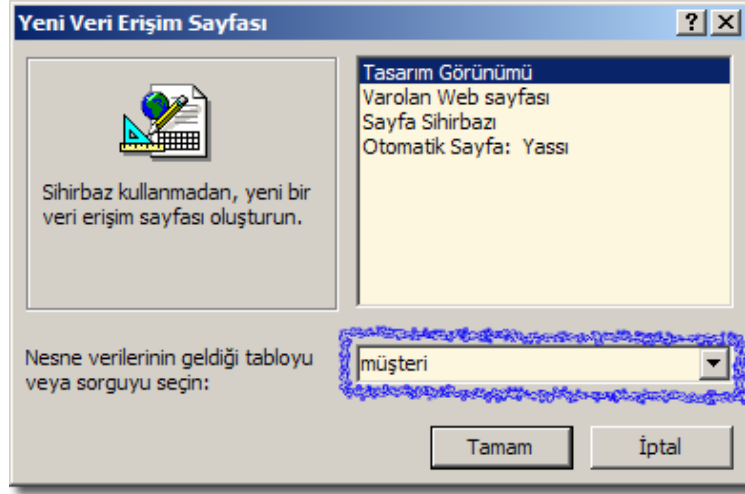 Yeni Veri Erişim Sayfası
Tasarım Görünümü
Varolan Web sayfası
Sayfa Sihirbazı
Otomatik Sayfa: Yassı
Sihirbaz kullanmadan, yeni bir
veri erişim sayfası oluşturun.
Nesne verilerinin geldiği tabloyu
veya sorguyu seçin:
müşteri
Tamam
İptal